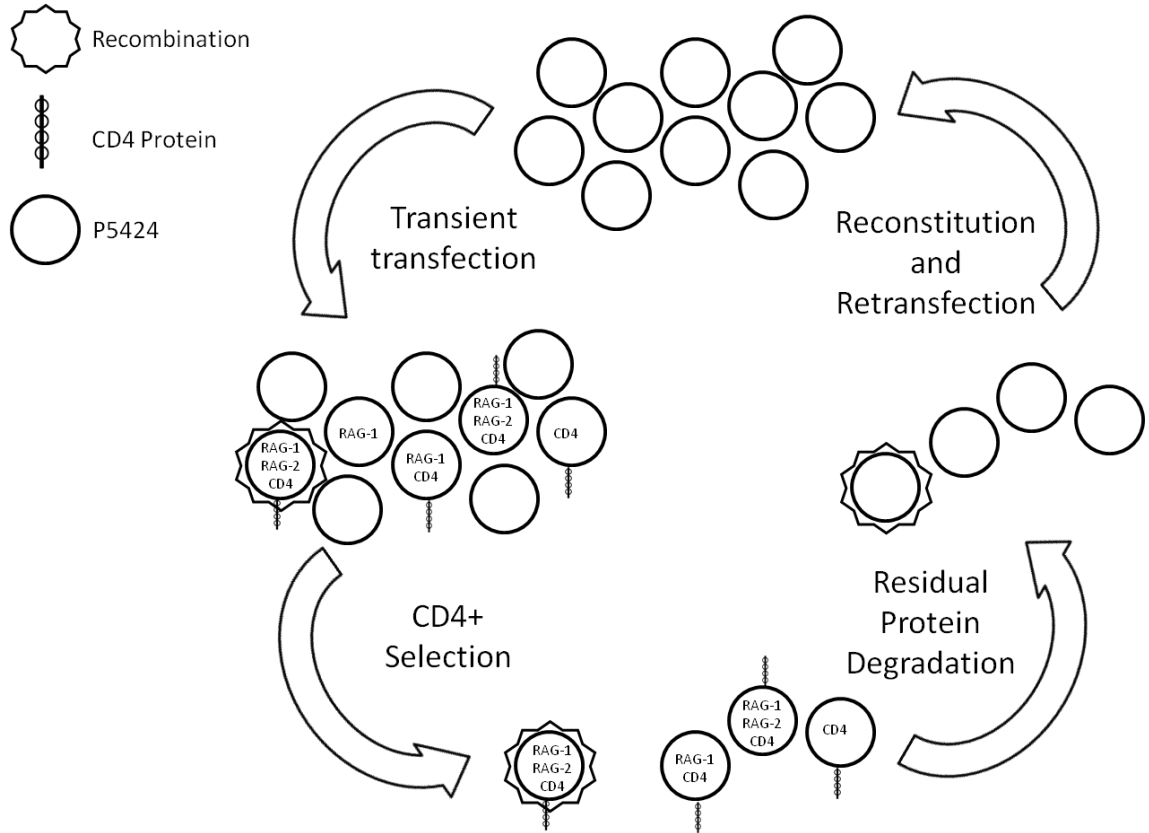 Recombination
CD4 Protein
P5424
Transient
transfection
Reconstitution
and
Retransfection
RAG-1
RAG-2
CD4
RAG-1
RAG-1
CD4
RAG-1
RAG-2
CD4
CD4
CD4+
Selection
Residual
Protein
Degradation
RAG-1
RAG-2
CD4
RAG-1
CD4
RAG-1
RAG-2
CD4
CD4